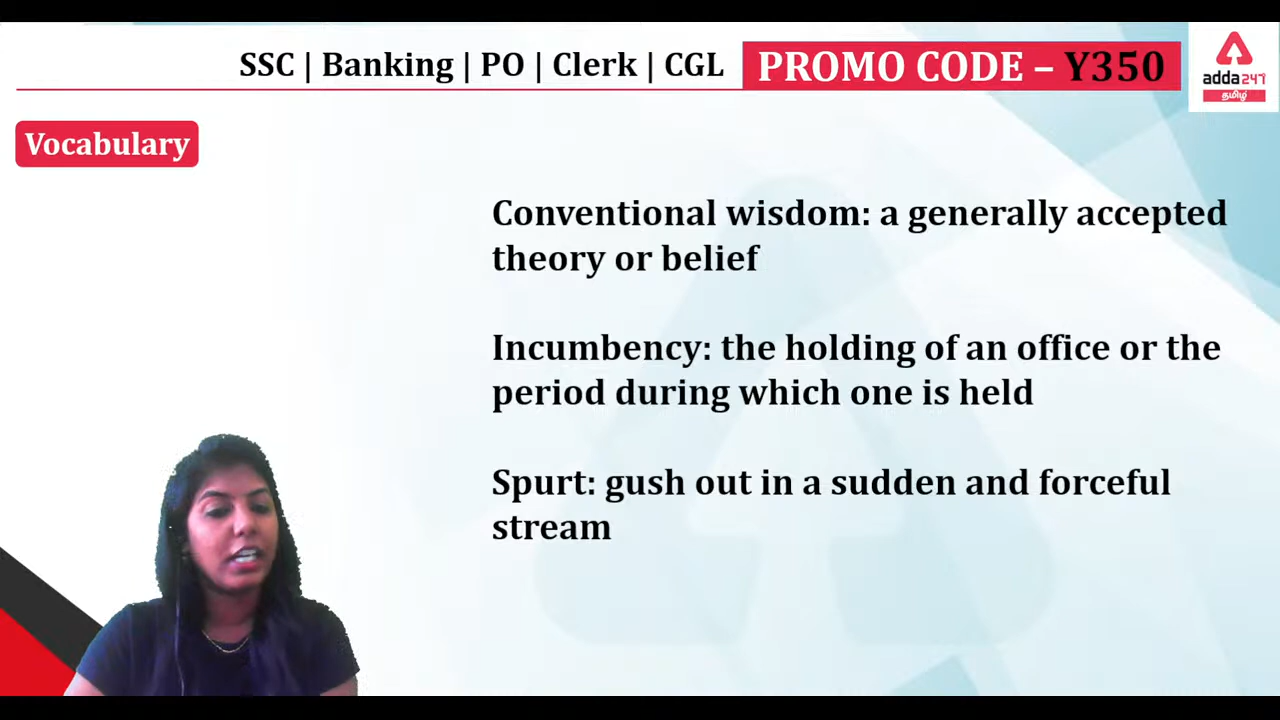 SSC | Banking | PO | Clerk | CGL
PROMO CODE – Y350
adda247
தமிழ்
Vocabulary
Conventional wisdom: a generally accepted
theory or belief
Incumbency: the holding of an office or the
period during which one is held
Spurt: gush out in a sudden and forceful
stream